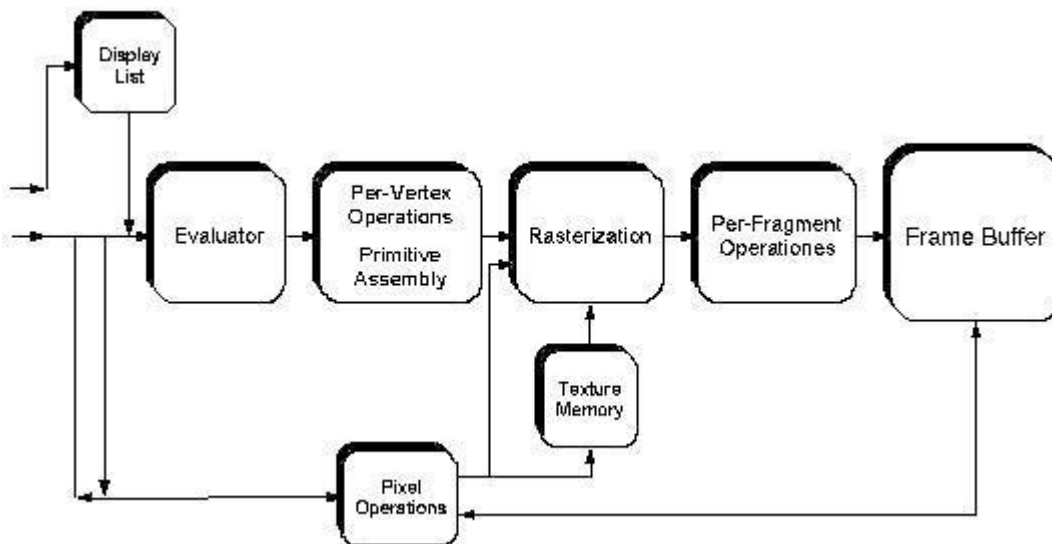 Display
List
Evaluator
Per-Vertex
Operations
Primitive
Assembly
Rasterization
Per-Fragment
Operationes
Frame Buffer
Texture
Memory
Pixel
Operations